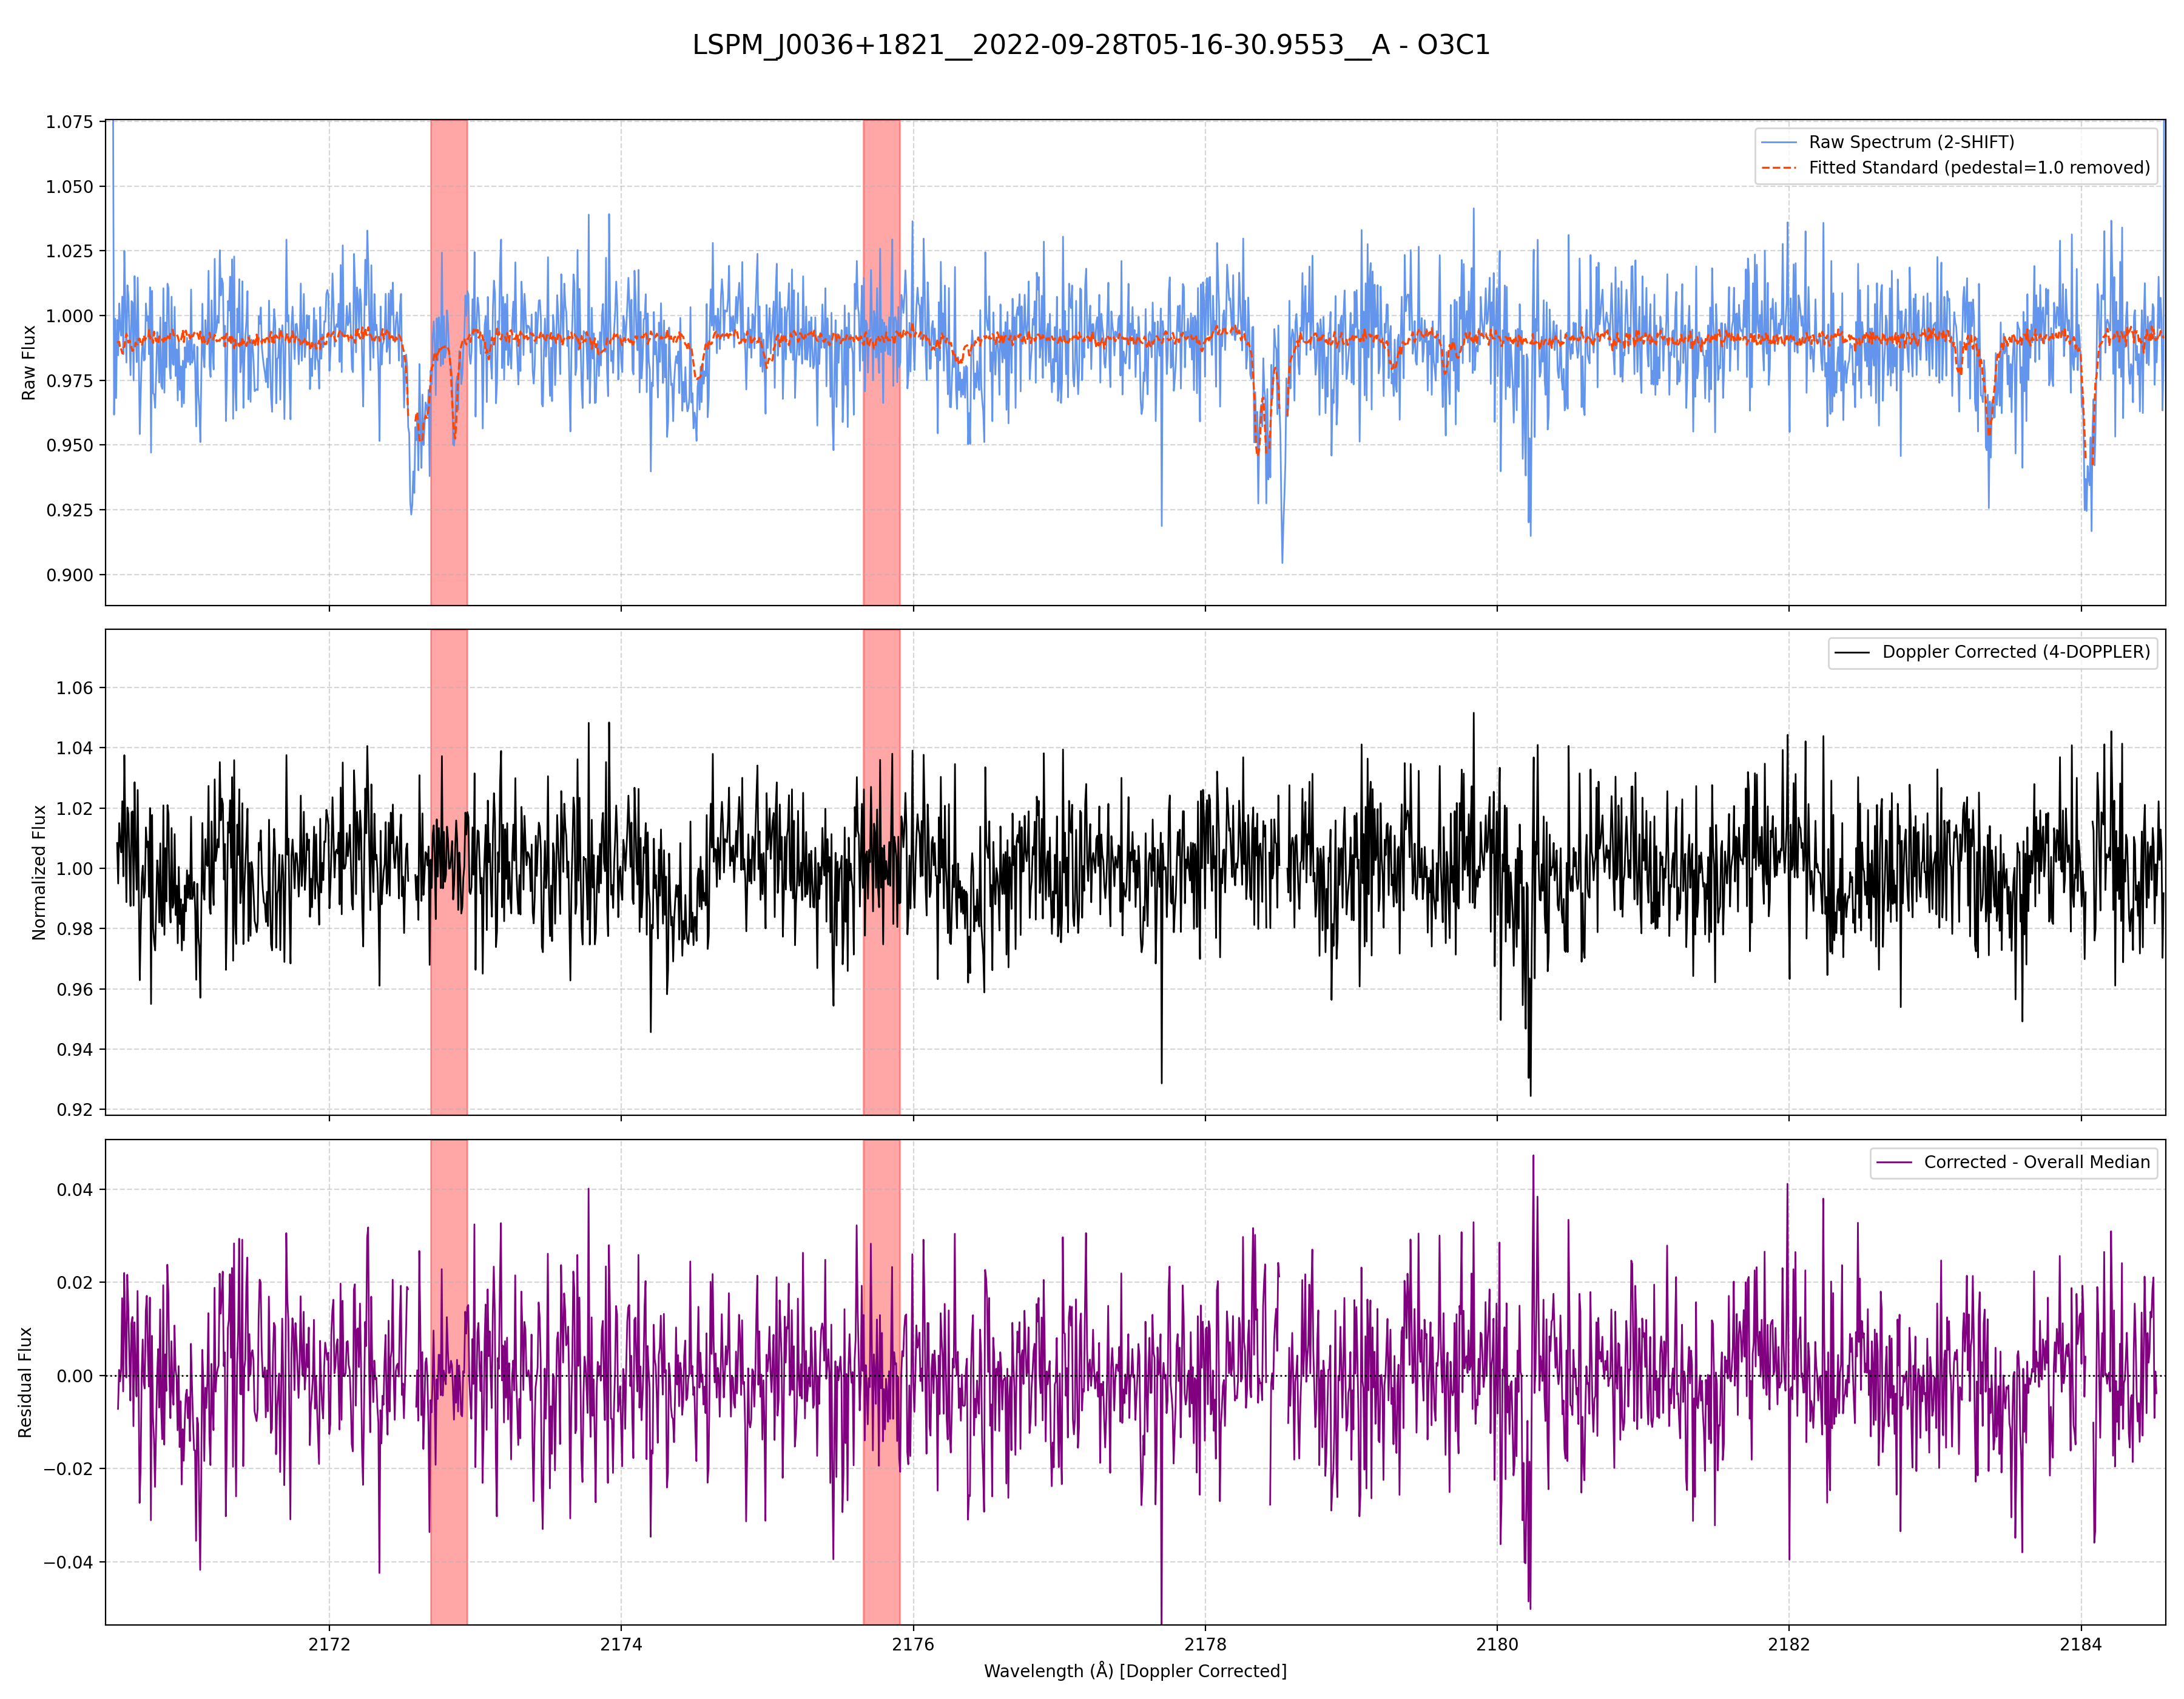 LSPM_J0036+1821__2022-09-28T05-16-30.9553__A - O3C1
1.075
1.050
1.025
1.000
0.975
0.950
0.925
0.900
Raw Flux
Raw Spectrum (2-SHIFT)
Fitted Standard (pedestal=1.0 removed)
1.06
1.04
1.02
1.00
0.98
0.96
0.94
0.92
Normalized Flux
Doppler Corrected (4-DOPPLER)
0.04
0.02
0.00
−0.02
−0.04
Residual Flux
Corrected - Overall Median
2172 2174 2176 2178 2180 2182 2184
Wavelength (Å) [Doppler Corrected]